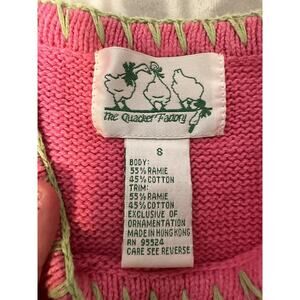 The Quacker Factory
S
BODY:
55% RAMIE
45% COTTON
TRIM:
55% RAMIE
45% COTTON
EXCLUSIVE OF
ORNAMENTATION
MADE IN HONG KONG
RN 95524
CARE SEE REVERSE